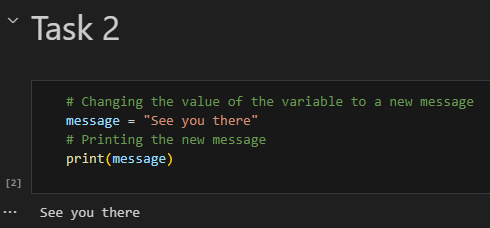 Task 2
# Changing the value of the variable to a new message
message = "See you there"
# Printing the new message
print(message)
[2]
... See you there